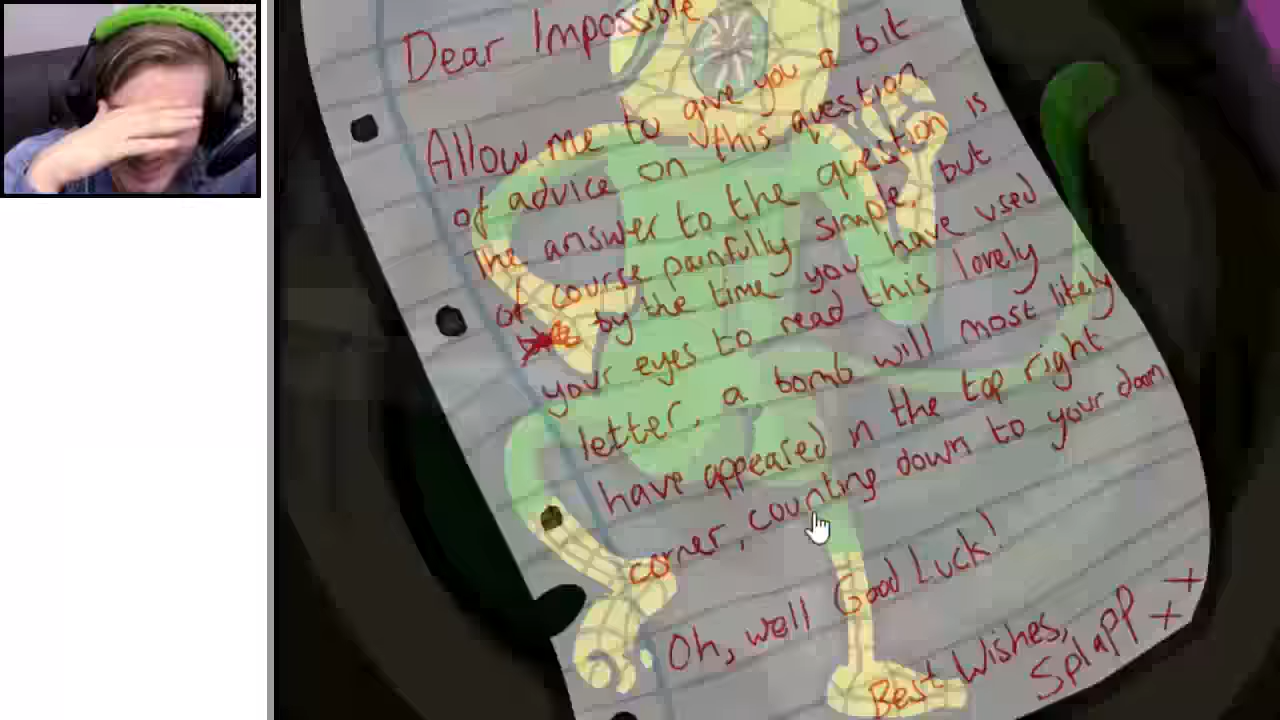 Dear Impossible
Allow me to give you a bit
of advice on this question
The answer to the question is
of course painfully simple, but
by the time you have used
your eyes to read this lovely
letter, a bomb will most likely
have appeared n the top right
corner, counting down to your doom
Oh, well Good Luck!
Best Wishes,
Splapp
xx